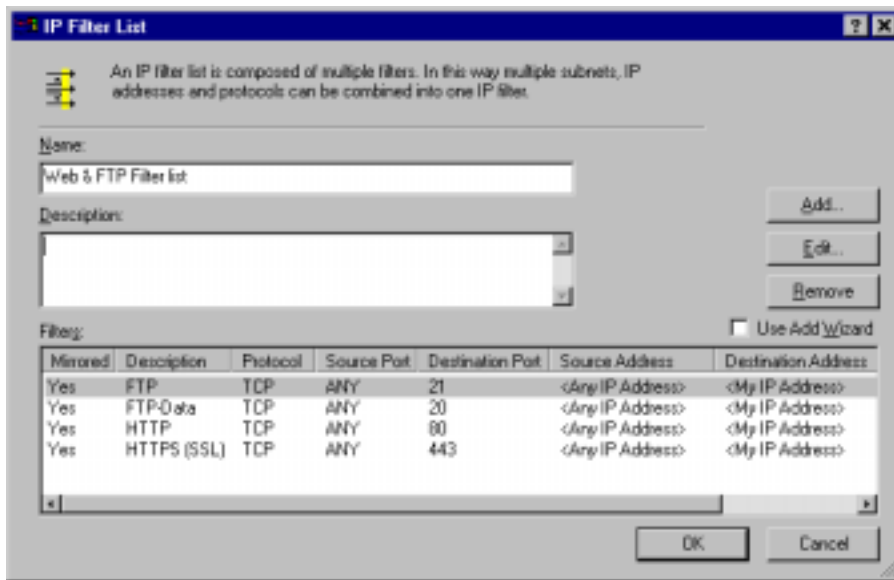 IP Filter List
An IP filter list is composed of multiple filters. In this way multiple subnets, IP
addresses and protocols can be combined into one IP filter.
Name:
Web & FTP Filter list
Add...
Description:
Edit...
Remove
Filters:
Use Add Wizard
Mirrored Description Protocol Source Port Destination Port Source Address Destination Address
Yes FTP TCP ANY 21 <Any IP Address> <My IP Address>
Yes FTP-Data TCP ANY 20 <Any IP Address> <My IP Address>
Yes HTTP TCP ANY 80 <Any IP Address> <My IP Address>
Yes HTTPS (SSL) TCP ANY 443 <Any IP Address> <My IP Address>
OK Cancel